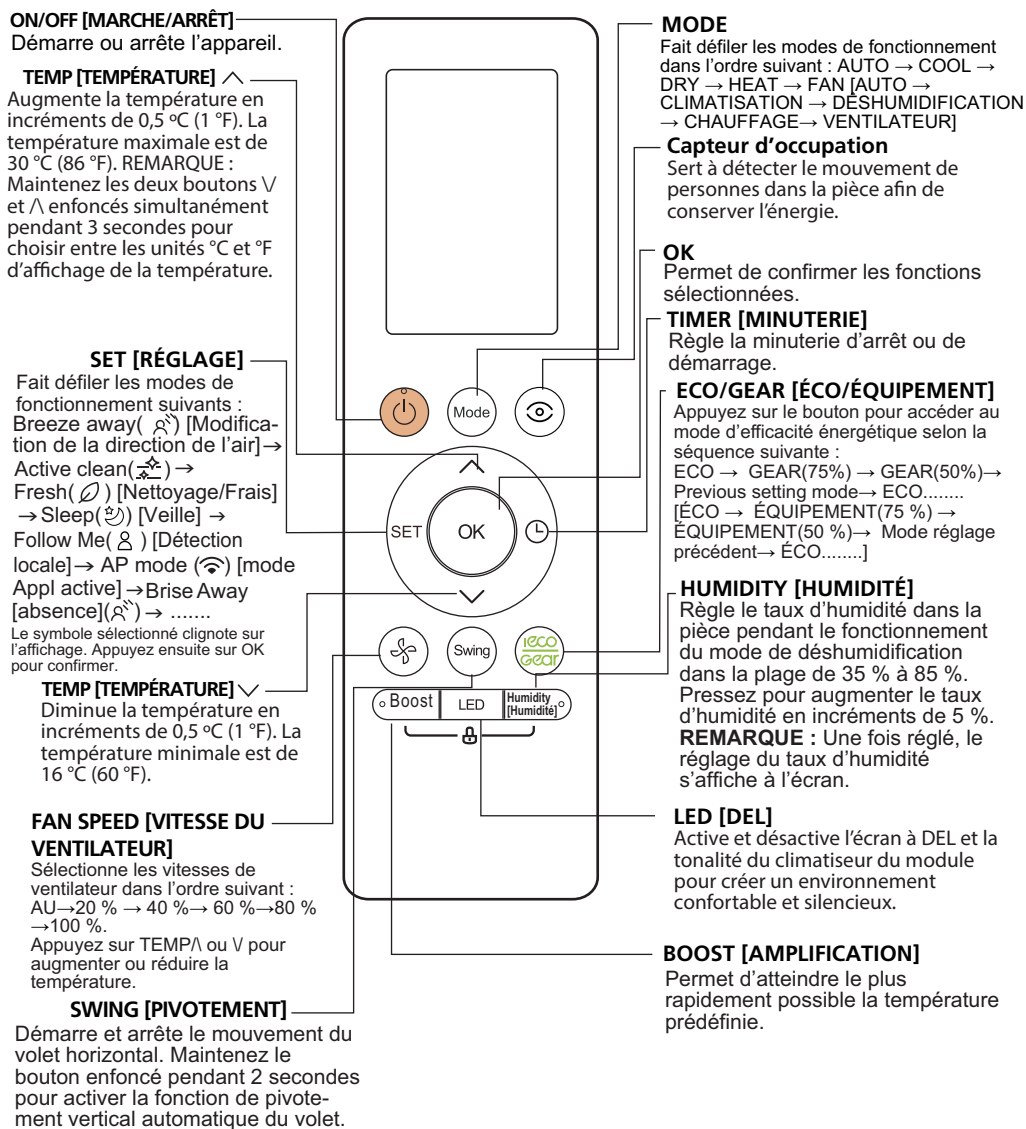 ON/OFF [MARCHE/ARRÊT]
Démarre ou arrête l’appareil.
TEMP [TEMPÉRATURE] ︿
Augmente la température en
incréments de 0,5 ºC (1 °F). La
température maximale est de
30 °C (86 °F). REMARQUE :
Maintenez les deux boutons \/
et /\ enfoncés simultanément
pendant 3 secondes pour
choisir entre les unités °C et °F
d’affichage de la température.
SET [RÉGLAGE]
Fait défiler les modes de
fonctionnement suivants :
Breeze away( ) [Modifica-
tion de la direction de l’air]→
Active clean( ) →
Fresh( ) [Nettoyage/Frais]
→Sleep( ) [Veille] →
Follow Me( ) [Détection
locale]→ AP mode ( ) [mode
Appl active] →Brise Away
[absence]( )→ .......
Le symbole sélectionné clignote sur
l’affichage. Appuyez ensuite sur OK
pour confirmer.
TEMP [TEMPÉRATURE] ﹀
Diminue la température en
incréments de 0,5 ºC (1 °F). La
température minimale est de
16 °C (60 °F).
FAN SPEED [VITESSE DU
VENTILATEUR]
Sélectionne les vitesses de
ventilateur dans l’ordre suivant :
AU→20 % → 40 %→ 60 %→80 %
→100 %.
Appuyez sur TEMP/\ ou \/ pour
augmenter ou réduire la
température.
SWING [PIVOTEMENT]
Démarre et arrête le mouvement du
volet horizontal. Maintenez le
bouton enfoncé pendant 2 secondes
pour activer la fonction de pivote-
ment vertical automatique du volet.
Mode
SET
OK
Swing
ieco
Gear
Boost
LED
Humidity
[Humidité]
MODE
Fait défiler les modes de fonctionnement
dans l’ordre suivant : AUTO → COOL →
DRY → HEAT → FAN [AUTO →
CLIMATISATION → DÉSHUMIDIFICATION
→ CHAUFFAGE→ VENTILATEUR]
Capteur d’occupation
Sert à détecter le mouvement de
personnes dans la pièce afin de
conserver l’énergie.
OK
Permet de confirmer les fonctions
sélectionnées.
TIMER [MINUTERIE]
Règle la minuterie d’arrêt ou de
démarrage.
ECO/GEAR [ÉCO/ÉQUIPEMENT]
Appuyez sur le bouton pour accéder au
mode d’efficacité énergétique selon la
séquence suivante :
ECO → GEAR(75%) → GEAR(50%)→
Previous setting mode→ ECO........
[ÉCO → ÉQUIPEMENT(75 %) →
ÉQUIPEMENT(50 %)→ Mode réglage
précédent→ ÉCO........]
HUMIDITY [HUMIDITÉ]
Règle le taux d’humidité dans la
pièce pendant le fonctionnement
du mode de déshumidification
dans la plage de 35 % à 85 %.
Pressez pour augmenter le taux
d’humidité en incréments de 5 %.
REMARQUE : Une fois réglé, le
réglage du taux d’humidité
s’affiche à l’écran.
LED [DEL]
Active et désactive l’écran à DEL et la
tonalité du climatiseur du module
pour créer un environnement
confortable et silencieux.
BOOST [AMPLIFICATION]
Permet d’atteindre le plus
rapidement possible la température
prédéfinie.